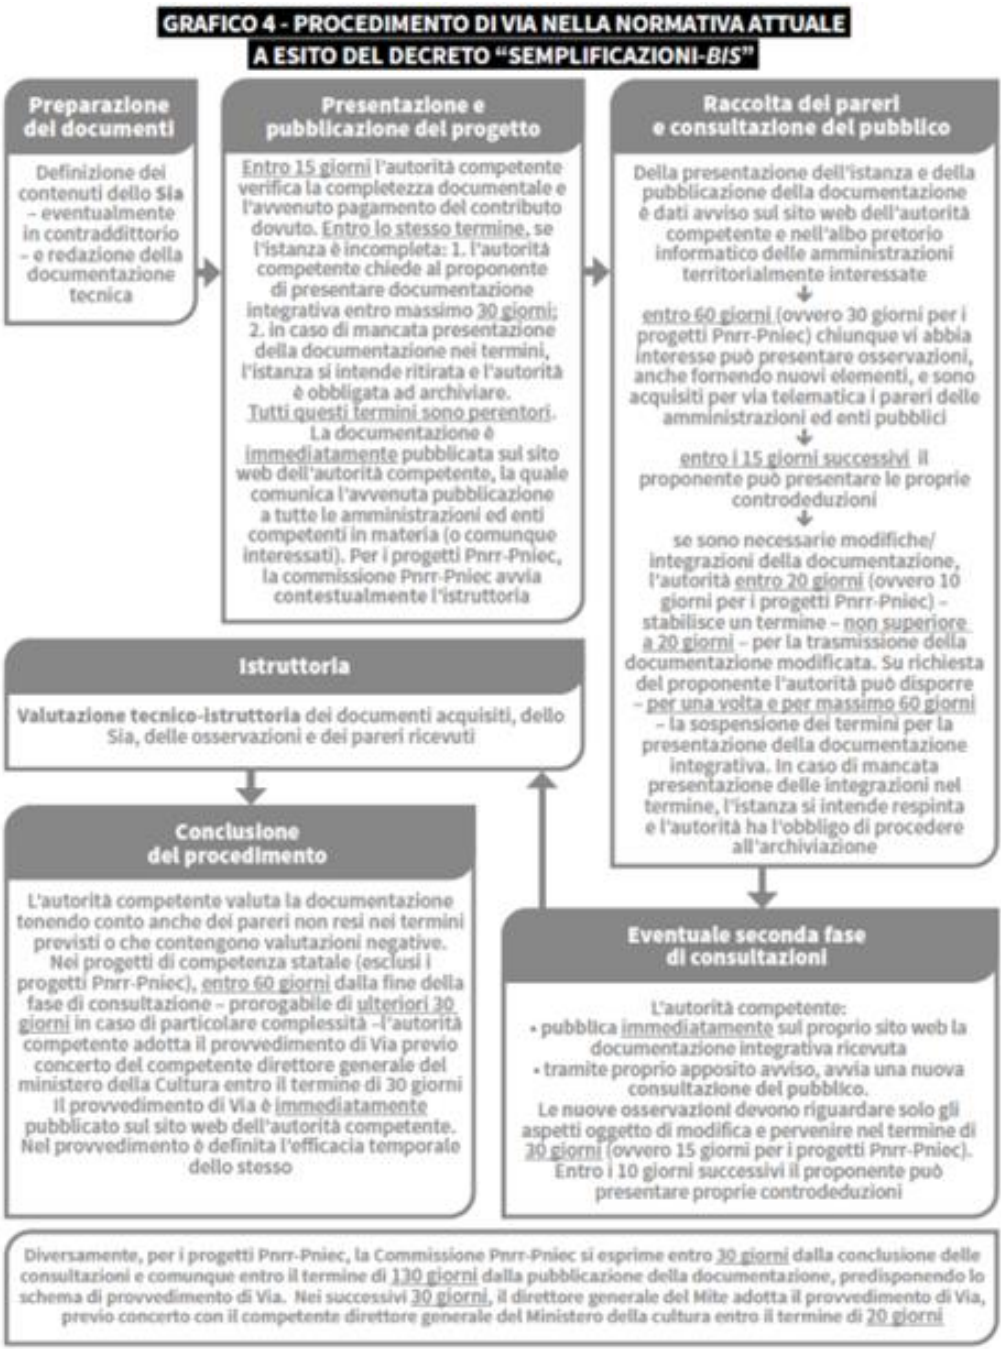 GRAFICO 4 - PROCEDIMENTO DI VIA NELLA NORMATIVA ATTUALE
A ESITO DEL DECRETO “SEMPLIFICAZIONI-BIS”
Preparazione
dei documenti
Definizione dei
contenuti dello Sia
– eventualmente
in contraddittorio
– e redazione della
documentazione
tecnica
Presentazione e
pubblicazione del progetto
Entro 15 giorni l'autorità competente
verifica la completezza documentale e
l'avvenuto pagamento del contributo
dovuto. Entro lo stesso termine, se
l'istanza è incompleta: 1. l'autorità
competente chiede al proponente
di presentare documentazione
integrativa entro massimo 30 giorni;
2. in caso di mancata presentazione
della documentazione nei termini,
l'istanza si intende ritirata e l'autorità
è obbligata ad archiviare.
Tutti questi termini sono perentori.
La documentazione è
immediatamente pubblicata sul sito
web dell'autorità competente, la quale
comunica l'avvenuta pubblicazione
a tutte le amministrazioni ed enti
competenti in materia (o comunque
interessati). Per i progetti Pnrr-Pniec,
la commissione Pnrr-Pniec avvia
contestualmente l'istruttoria
Raccolta dei pareri
e consultazione del pubblico
Della presentazione dell'istanza e della
pubblicazione della documentazione
è dati avviso sul sito web dell'autorità
competente e nell'albo pretorio
informatico delle amministrazioni
territorialmente interessate
entro 60 giorni (ovvero 30 giorni per i
progetti Pnrr-Pniec) chiunque vi abbia
interesse può presentare osservazioni,
anche fornendo nuovi elementi, e sono
acquisiti per via telematica i pareri delle
amministrazioni ed enti pubblici
entro i 15 giorni successivi il
proponente può presentare le proprie
controdeduzioni
se sono necessarie modifiche/
integrazioni della documentazione,
l'autorità entro 20 giorni (ovvero 10
giorni per i progetti Pnrr-Pniec) –
stabilisce un termine – non superiore
a 20 giorni – per la trasmissione della
documentazione modificata. Su richiesta
del proponente l'autorità può disporre
– per una volta e per massimo 60 giorni
– la sospensione dei termini per la
presentazione della documentazione
integrativa. In caso di mancata
presentazione delle integrazioni nel
termine, l'istanza si intende respinta
e l'autorità ha l'obbligo di procedere
all'archiviazione
Eventuale seconda fase
di consultazioni
L'autorità competente:
• pubblica immediatamente sul proprio sito web la
documentazione integrativa ricevuta
• tramite proprio apposito avviso, avvia una nuova
consultazione del pubblico.
Le nuove osservazioni devono riguardare solo gli
aspetti oggetto di modifica e pervenire nel termine di
30 giorni (ovvero 15 giorni per i progetti Pnrr-Pniec).
Entro i 10 giorni successivi il proponente può
presentare proprie controdeduzioni
Istruttoria
Valutazione tecnico-istruttoria dei documenti acquisiti, dello
Sia, delle osservazioni e dei pareri ricevuti
Conclusione
del procedimento
L'autorità competente valuta la documentazione
tenendo conto anche dei pareri non resi nei termini
previsti o che contengono valutazioni negative.
Nei progetti di competenza statale (esclusi i
progetti Pnrr-Pniec), entro 60 giorni dalla fine della
fase di consultazione – prorogabile di ulteriori 30
giorni in caso di particolare complessità –l'autorità
competente adotta il provvedimento di Via previo
concerto del competente direttore generale del
ministero della Cultura entro il termine di 30 giorni
Il provvedimento di Via è immediatamente
pubblicato sul sito web dell'autorità competente.
Nel provvedimento è definita l'efficacia temporale
dello stesso
Diversamente, per i progetti Pnrr-Pniec, la Commissione Pnrr-Pniec si esprime entro 30 giorni dalla conclusione delle
consultazioni e comunque entro il termine di 130 giorni dalla pubblicazione della documentazione, predisponendo lo
schema di provvedimento di Via. Nei successivi 30 giorni, il direttore generale del Mite adotta il provvedimento di Via,
previo concerto con il competente direttore generale del Ministero della cultura entro il termine di 20 giorni